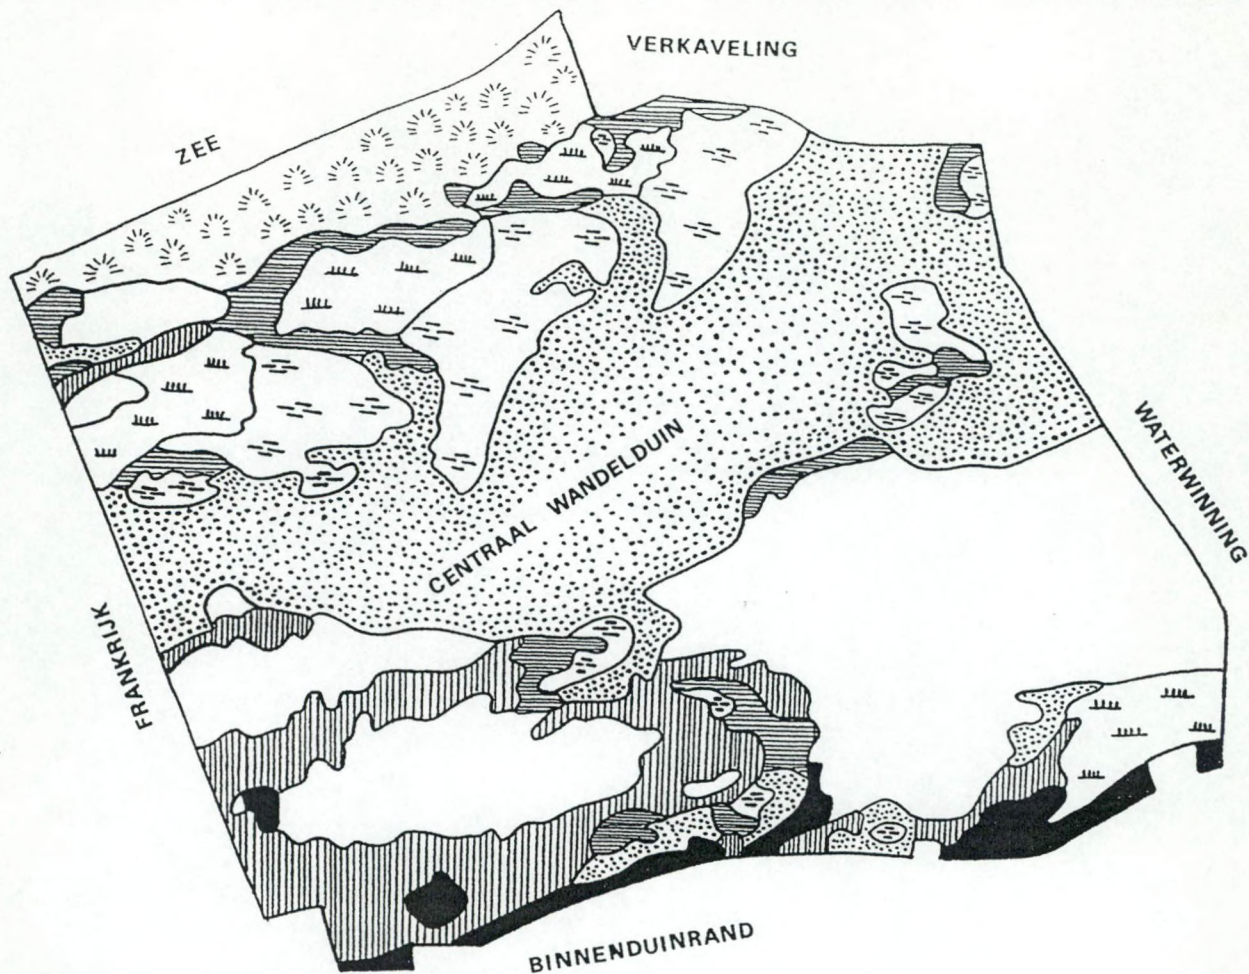 VERKAVELING
ZEE
CENTRAAL WANDELDUIN
WATERWINNING
FRANKRIJK
BINNENDUINRAND